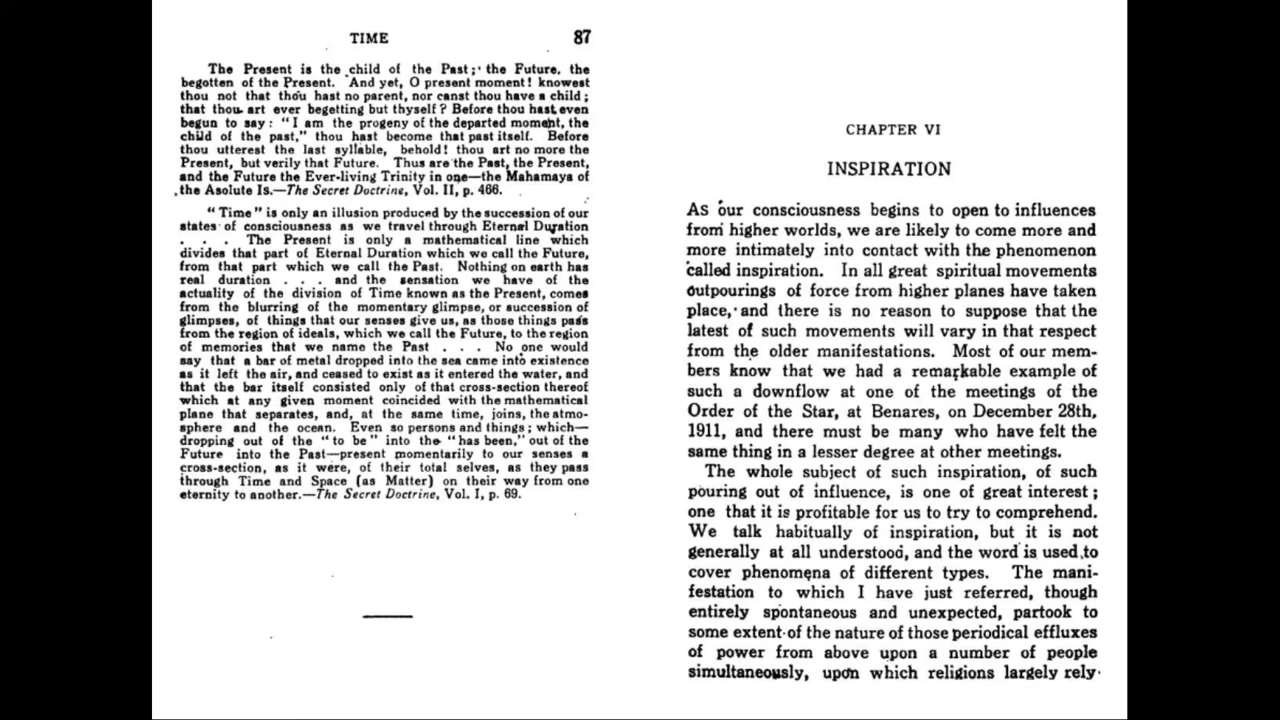 TIME 87
The Present is the child of the Past; the Future, the
begotten of the Present. And yet, O present moment! knowest
thou not that thou hast no parent, nor canst thou have a child;
that thou art ever begetting but thyself? Before thou hast even
begun to say: "I am the progeny of the departed moment, the
child of the past," thou hast become that past itself. Before
thou utterest the last syllable, behold! thou art no more the
Present, but verily that Future. Thus are the Past, the Present,
and the Future the Ever-living Trinity in one—the Mahamaya of
the Asolute Is.—The Secret Doctrine, Vol. II, p. 466.
"Time" is only an illusion produced by the succession of our
states of consciousness as we travel through Eternal Duration
. . . The Present is only a mathematical line which
divides that part of Eternal Duration which we call the Future,
from that part which we call the Past. Nothing on earth has
real duration . . . and the sensation we have of the
actuality of the division of Time known as the Present, comes
from the blurring of the momentary glimpse, or succession of
glimpses, of things that our senses give us, as those things pass
from the region of ideals, which we call the Future, to the region
of memories that we name the Past . . . No one would
say that a bar of metal dropped into the sea came into existence
as it left the air, and ceased to exist as it entered the water, and
that the bar itself consisted only of that cross-section thereof
which at any given moment coincided with the mathematical
plane that separates, and, at the same time, joins, the atmo-
sphere and the ocean. Even so persons and things; which—
dropping out of the "to be" into the "has been," out of the
Future into the Past—present momentarily to our senses a
cross-section, as it were, of their total selves, as they pass
through Time and Space (as Matter) on their way from one
eternity to another.—The Secret Doctrine, Vol. I, p. 69.
CHAPTER VI
INSPIRATION
As our consciousness begins to open to influences
from higher worlds, we are likely to come more and
more intimately into contact with the phenomenon
called inspiration. In all great spiritual movements
outpourings of force from higher planes have taken
place, and there is no reason to suppose that the
latest of such movements will vary in that respect
from the older manifestations. Most of our mem-
bers know that we had a remarkable example of
such a downflow at one of the meetings of the
Order of the Star, at Benares, on December 28th,
1911, and there must be many who have felt the
same thing in a lesser degree at other meetings.
The whole subject of such inspiration, of such
pouring out of influence, is one of great interest;
one that it is profitable for us to try to comprehend.
We talk habitually of inspiration, but it is not
generally at all understood, and the word is used to
cover phenomena of different types. The mani-
festation to which I have just referred, though
entirely spontaneous and unexpected, partook to
some extent of the nature of those periodical effluxes
of power from above upon a number of people
simultaneously, upon which religions largely rely